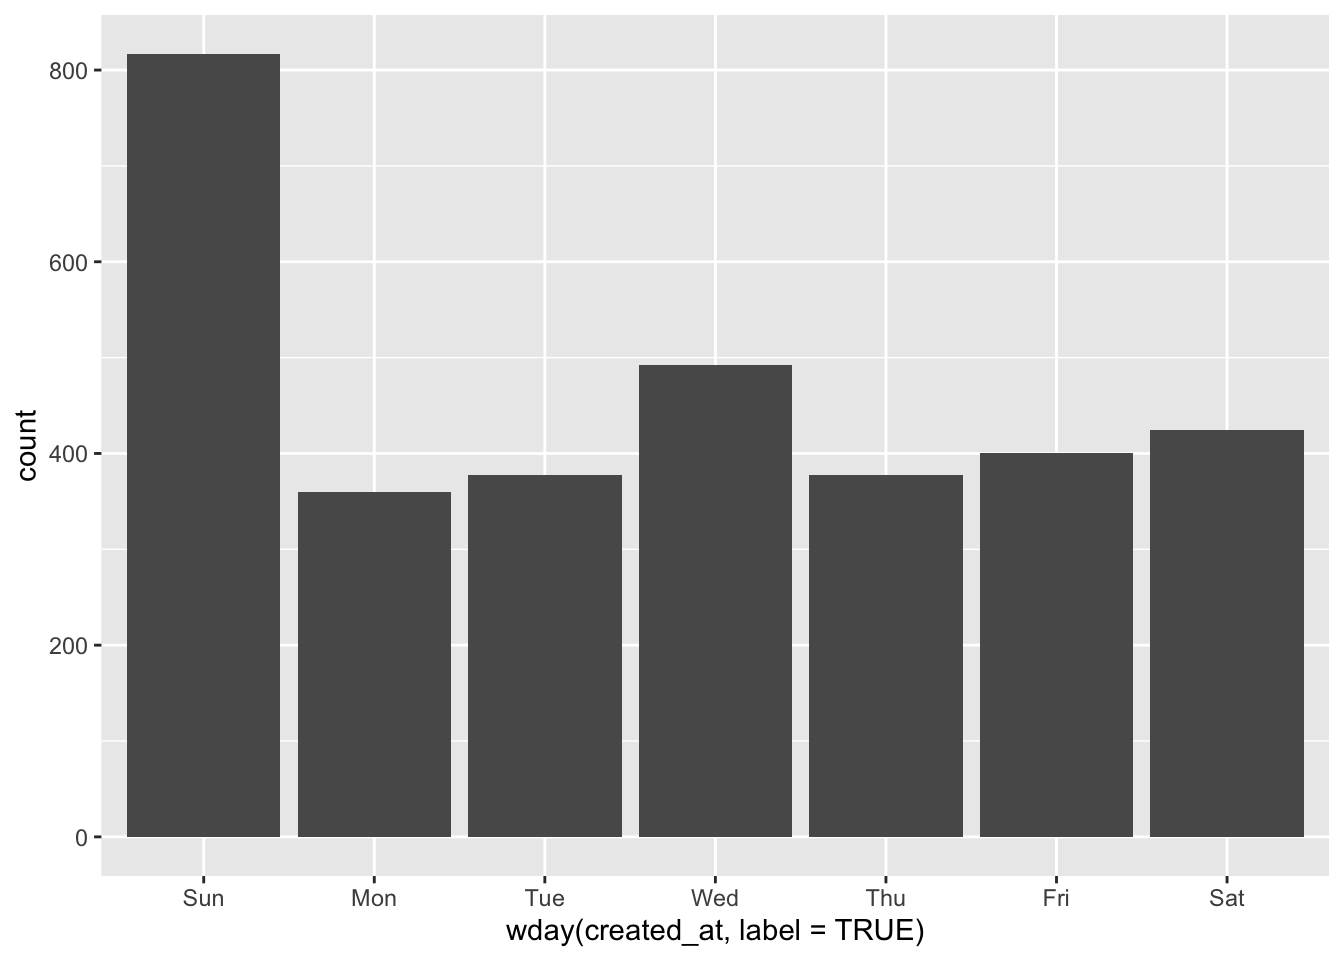 800
600
400
200
0
count
Sun Mon Tue Wed Thu Fri Sat
wday(created_at, label = TRUE)